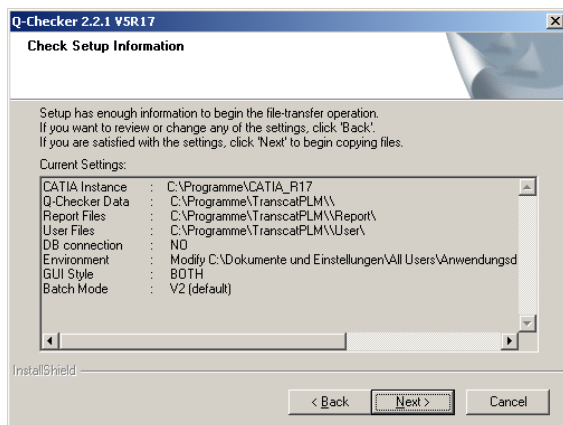 Q-Checker 2.2.1 V5R17
Check Setup Information
Setup has enough information to begin the file-transfer operation.
If you want to review or change any of the settings, click 'Back'.
If you are satisfied with the settings, click 'Next' to begin copying files.
Current Settings:
CATIA Instance : C:\Programme\CATIA_R17
Q-Checker Data : C:\Programme\TranscatPLM\\
Report Files : C:\Programme\TranscatPLM\\Report\
User Files : C:\Programme\TranscatPLM\\User\
DB connection : NO
Environment : Modify C:\Dokumente und Einstellungen\All Users\Anwendungsd
GUI Style : BOTH
Batch Mode : V2 (default)
InstallShield
< Back Next > Cancel